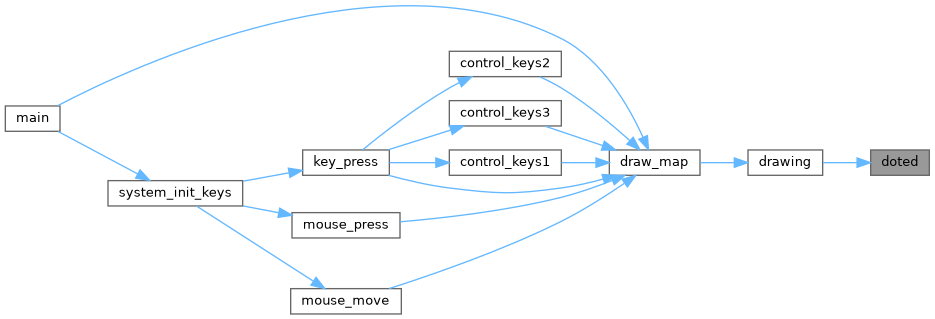 main
system_init_keys
key_press
mouse_press
mouse_move
control_keys2
control_keys3
control_keys1
draw_map
drawing
doted